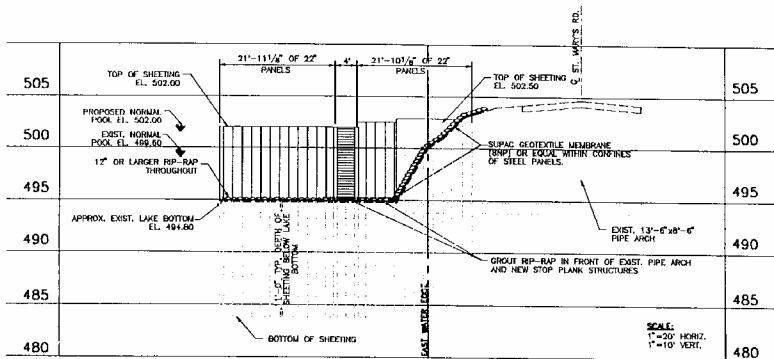 ℄ ST. MARY'S RD.
21'-11 1/8" OF 22"
PANELS
4'
21'-10 1/8" OF 22"
PANELS
505
505
TOP OF SHEETING
EL. 502.00
TOP OF SHEETING
EL. 502.50
PROPOSED NORMAL
POOL EL. 502.00
EXIST. NORMAL
POOL EL. 499.60
500
500
SUPAC GEOTEXTILE MEMBRANE
(8NP) OR EQUAL WITHIN CONFINES
OF STEEL PANELS.
12" OR LARGER RIP-RAP
THROUGHOUT
495
495
APPROX. EXIST. LAKE BOTTOM
EL. 494.80
EXIST. 13'-6"x8'-6"
PIPE ARCH
490
490
GROUT RIP-RAP IN FRONT OF EXIST. PIPE ARCH
AND NEW STOP PLANK STRUCTURES
TYP. DEPTH OF
SHEETING BELOW LAKE
BOTTOM
EAST WATER EDGE
485
485
BOTTOM OF SHEETING
SCALE:
1"=20' HORIZ.
1"=10' VERT.
480
480